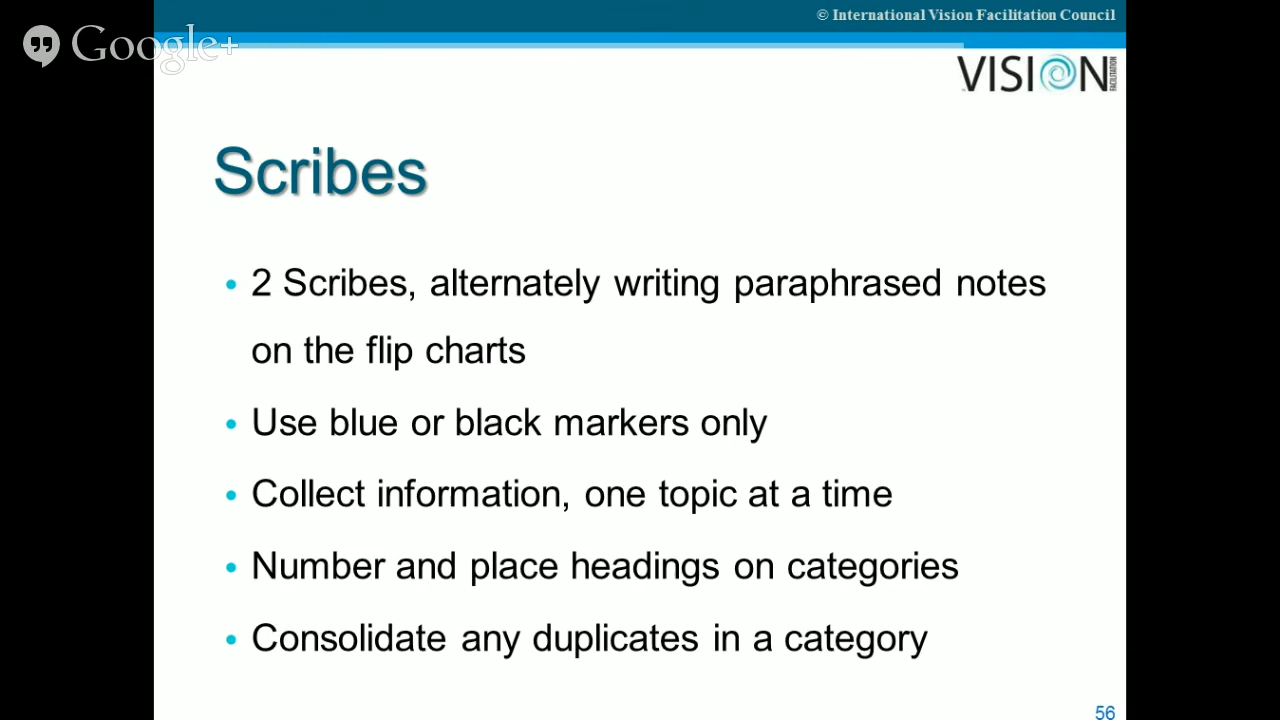 © International Vision Facilitation Council
Google+
VISION
FACILITATION
Scribes
• 2 Scribes, alternately writing paraphrased notes
on the flip charts
• Use blue or black markers only
• Collect information, one topic at a time
• Number and place headings on categories
• Consolidate any duplicates in a category
56